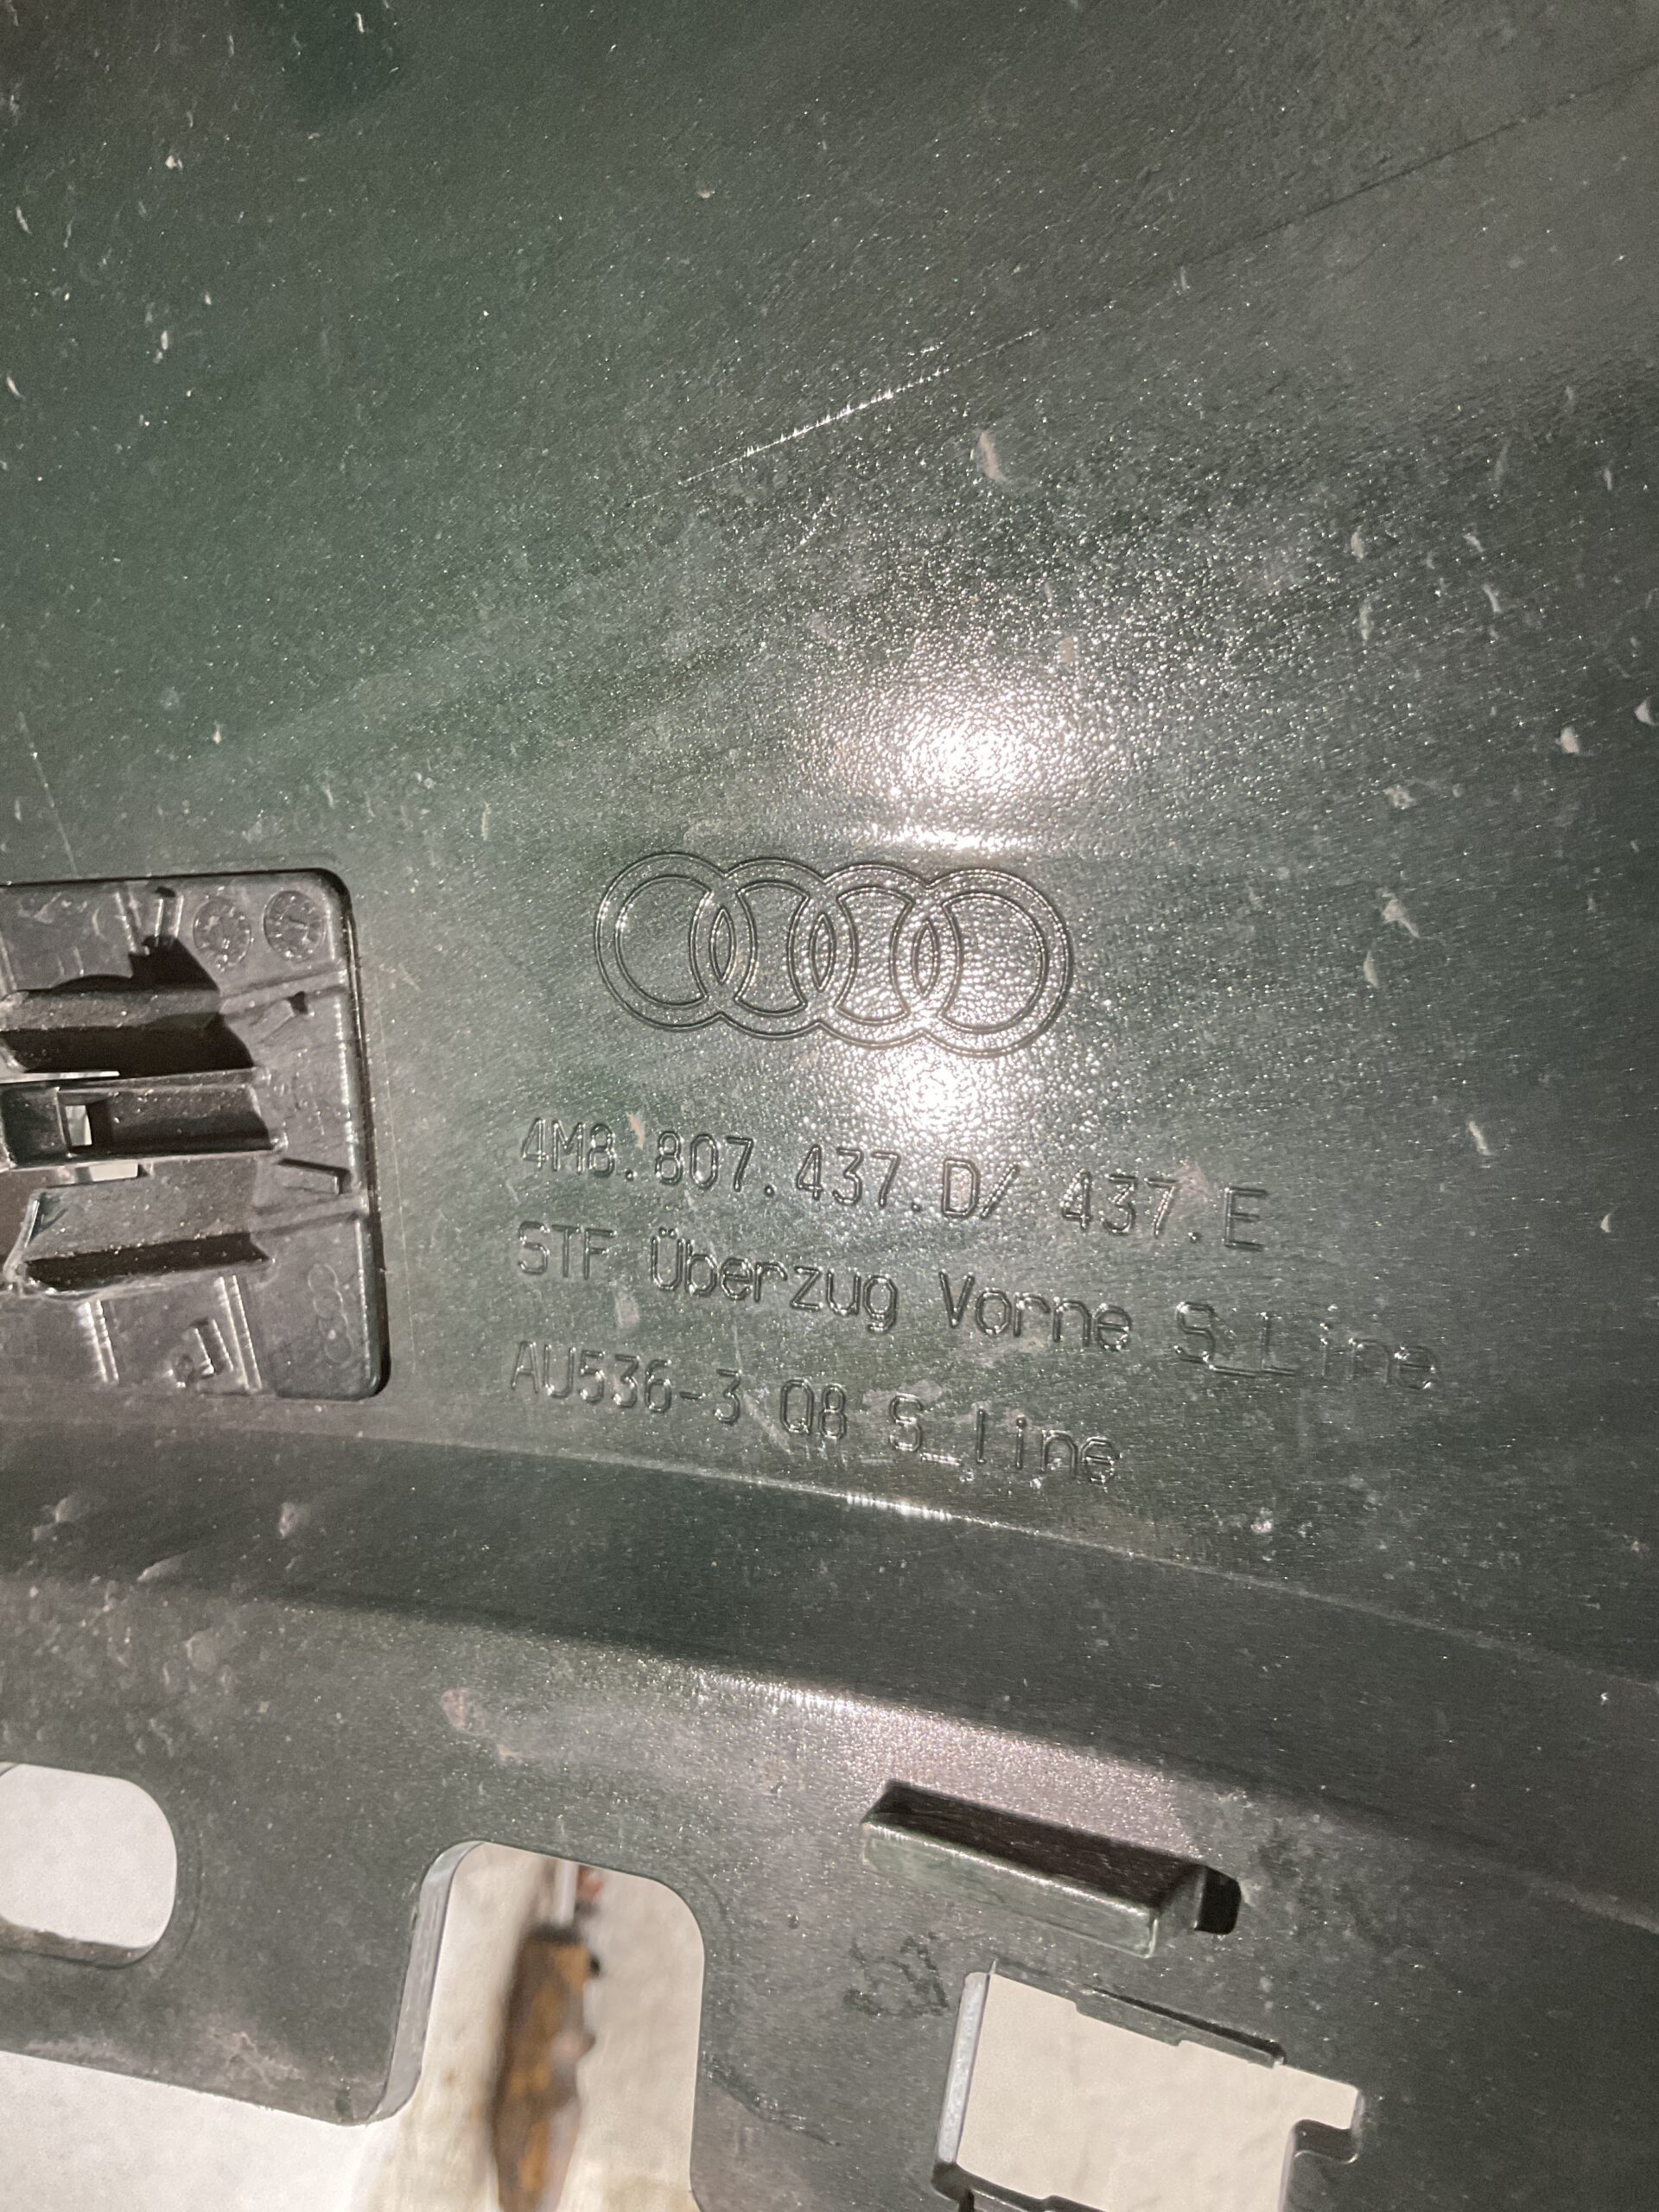 4M8.807.437.D/ 437.E
STF Überzug Vorne S_Line
AU536-3 Q8 S_line